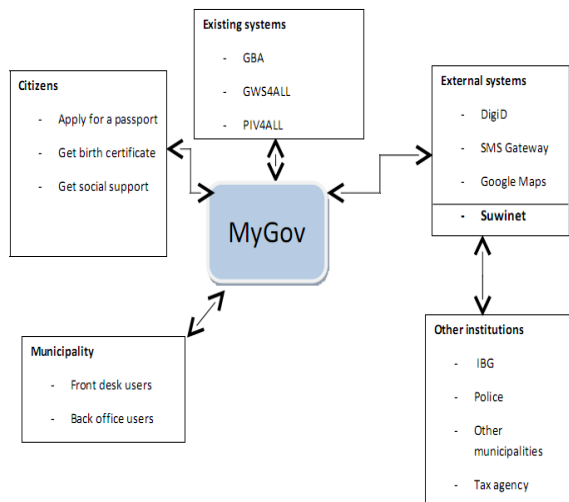 Existing systems
- GBA
- GWS4ALL
- PIV4ALL
Citizens
- Apply for a passport
- Get birth certificate
- Get social support
External systems
- DigiD
- SMS Gateway
- Google Maps
- Suwinet
MyGov
Municipality
- Front desk users
- Back office users
Other institutions
- IBG
- Police
- Other
municipalities
- Tax agency